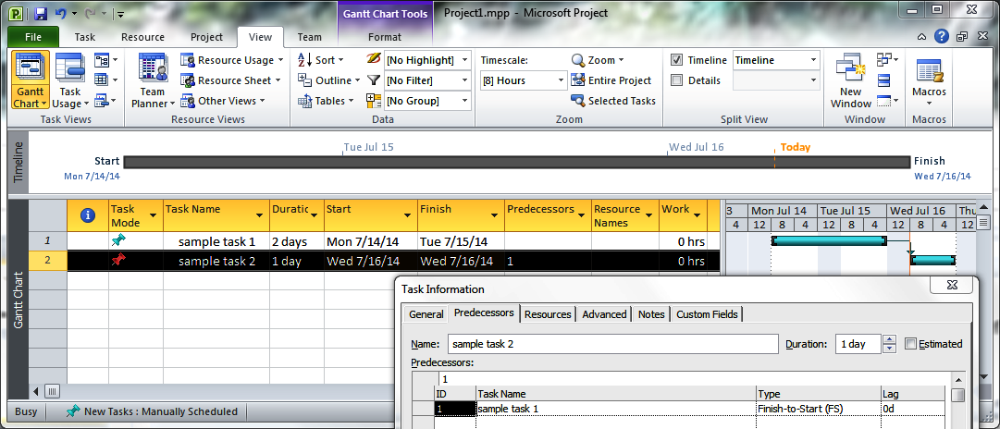 Gantt Chart Tools Project1.mpp - Microsoft Project
File Task Resource Project View Team Format
Gantt Chart
Task Usage
Task Views
Team Planner
Resource Usage
Resource Sheet
Other Views
Resource Views
Sort
Outline
Tables
[No Highlight]
[No Filter]
[No Group]
Data
Timescale:
[8] Hours
Zoom
Entire Project
Selected Tasks
Zoom
Timeline Timeline
Details
Split View
New Window
Window
Macros
Macros
Timeline
Tue Jul 15 Wed Jul 16 Today
Start Finish
Mon 7/14/14 Wed 7/16/14
Gantt Chart
Task Mode Task Name Duratic Start Finish Predecessors Resource Names Work
3 Mon Jul 14 Tue Jul 15 Wed Jul 16 Thu
4 12 8 4 12 8 4 12 8 4 12
1 sample task 1 2 days Mon 7/14/14 Tue 7/15/14 0 hrs
2 sample task 2 1 day Wed 7/16/14 Wed 7/16/14 1 0 hrs
Task Information
General Predecessors Resources Advanced Notes Custom Fields
Name: sample task 2 Duration: 1 day Estimated
Predecessors:
1
ID Task Name Type Lag
1 sample task 1 Finish-to-Start (FS) 0d
Busy New Tasks : Manually Scheduled